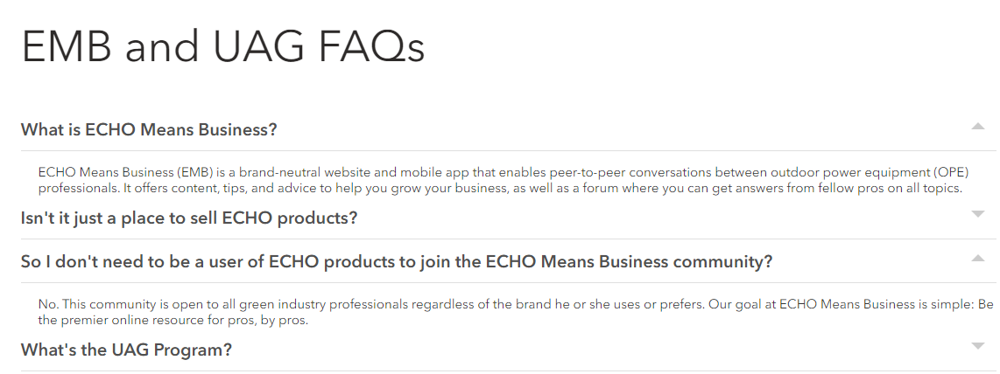 EMB and UAG FAQs
What is ECHO Means Business?
ECHO Means Business (EMB) is a brand-neutral website and mobile app that enables peer-to-peer conversations between outdoor power equipment (OPE)
professionals. It offers content, tips, and advice to help you grow your business, as well as a forum where you can get answers from fellow pros on all topics.
Isn't it just a place to sell ECHO products?
So I don't need to be a user of ECHO products to join the ECHO Means Business community?
No. This community is open to all green industry professionals regardless of the brand he or she uses or prefers. Our goal at ECHO Means Business is simple: Be
the premier online resource for pros, by pros.
What's the UAG Program?